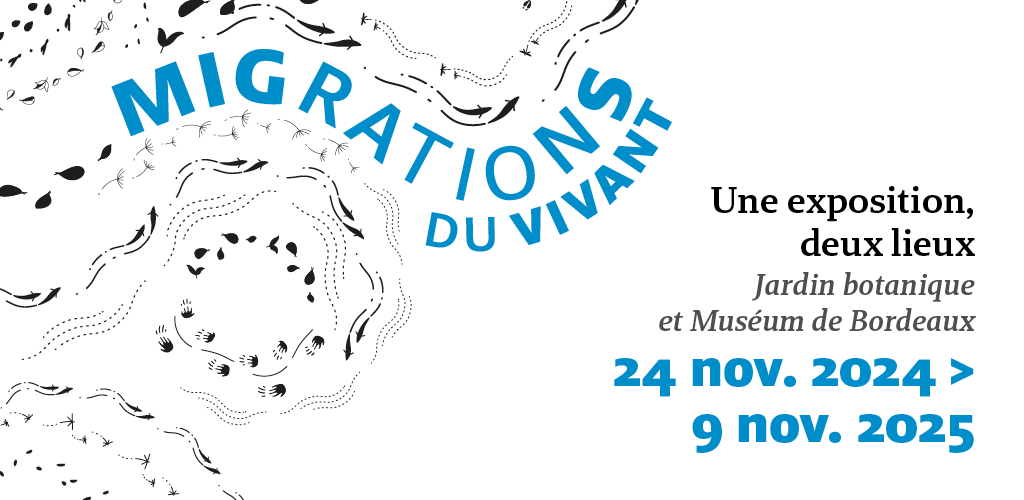 MIGRATIONS
DU VIVANT
Une exposition,
deux lieux
Jardin botanique
et Muséum de Bordeaux
24 nov. 2024 >
9 nov. 2025